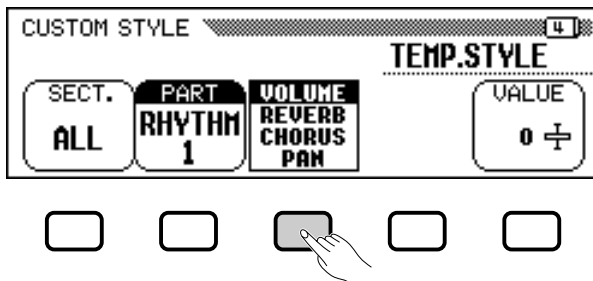 CUSTOM STYLE 4
TEMP.STYLE
SECT.
ALL
PART
RHYTHM
1
VOLUME
REVERB
CHORUS
PAN
VALUE
0